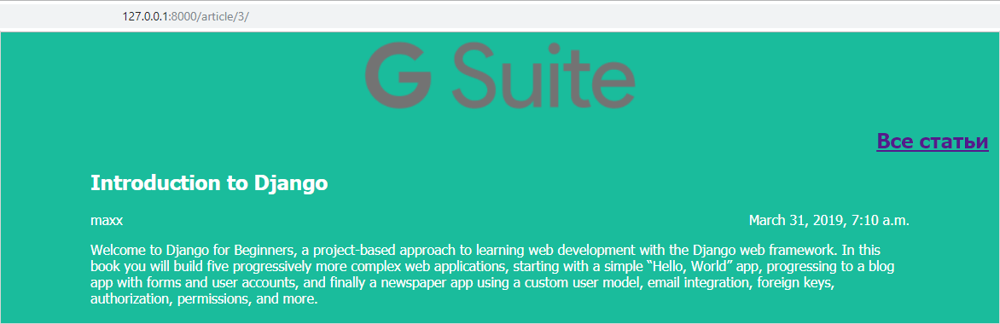 127.0.0.1:8000/article/3/
G Suite
Все статьи
Introduction to Django
maxx March 31, 2019, 7:10 a.m.
Welcome to Django for Beginners, a project-based approach to learning web development with the Django web framework. In this
book you will build five progressively more complex web applications, starting with a simple “Hello, World” app, progressing to a blog
app with forms and user accounts, and finally a newspaper app using a custom user model, email integration, foreign keys,
authorization, permissions, and more.